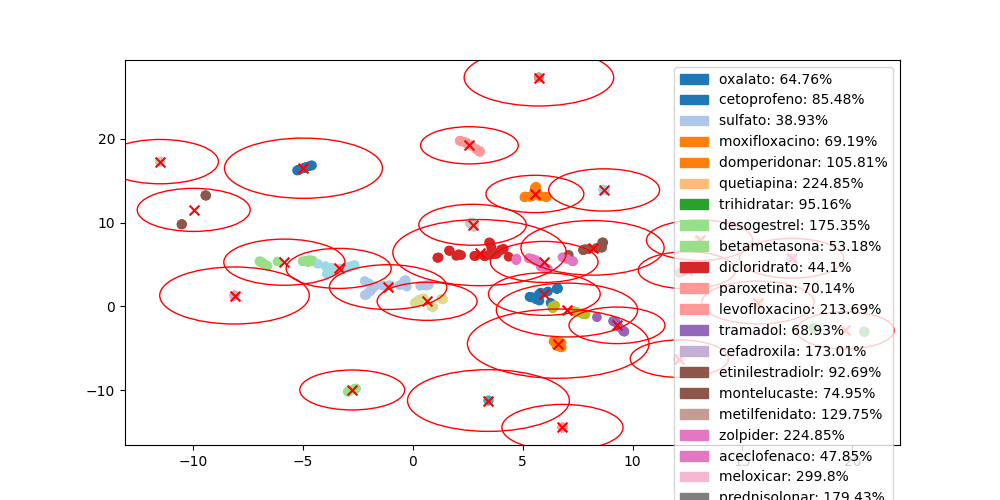 20
10
0
−10
−10
−5
0
5
10
15
20
oxalato: 64.76%
cetoprofeno: 85.48%
sulfato: 38.93%
moxifloxacino: 69.19%
domperidonar: 105.81%
quetiapina: 224.85%
trihidratar: 95.16%
desogestrel: 175.35%
betametasona: 53.18%
dicloridrato: 44.1%
paroxetina: 70.14%
levofloxacino: 213.69%
tramadol: 68.93%
cefadroxila: 173.01%
etinilestradiolr: 92.69%
montelucaste: 74.95%
metilfenidato: 129.75%
zolpider: 224.85%
aceclofenaco: 47.85%
meloxicar: 299.8%
prednisolonar: 179.43%